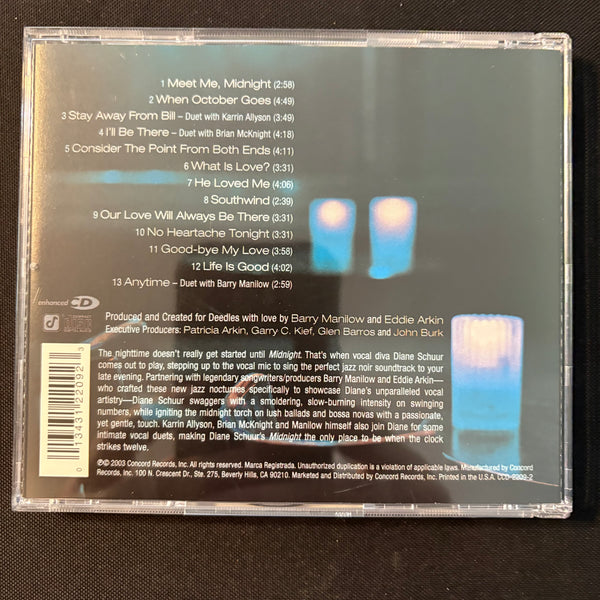 1 Meet Me, Midnight (2:58)
2 When October Goes (4:49)
3 Stay Away From Bill – Duet with Karrin Allyson (3:49)
4 I'll Be There – Duet with Brian McKnight (4:18)
5 Consider The Point From Both Ends (4:11)
6 What Is Love? (3:31)
7 He Loved Me (4:06)
8 Southwind (2:39)
9 Our Love Will Always Be There (3:31)
10 No Heartache Tonight (3:31)
11 Good-bye My Love (3:58)
12 Life Is Good (4:02)
13 Anytime – Duet with Barry Manilow (2:59)
enhanced CD
Produced and Created for Deedles with love by Barry Manilow and Eddie Arkin
Executive Producers: Patricia Arkin, Garry C. Kief, Glen Barros and John Burk
The nighttime doesn't really get started until Midnight. That's when vocal diva Diane Schuur
comes out to play, stepping up to the vocal mic to sing the perfect jazz noir soundtrack to your
late evening. Partnering with legendary songwriters/producers Barry Manilow and Eddie Arkin—
who crafted these new jazz nocturnes specifically to showcase Diane's unparalleled vocal
artistry—Diane Schuur swaggers with a smoldering, slow-burning intensity on swinging
numbers, while igniting the midnight torch on lush ballads and bossa novas with a passionate,
yet gentle, touch. Karrin Allyson, Brian McKnight and Manilow himself also join Diane for some
intimate vocal duets, making Diane Schuur's Midnight the only place to be when the clock
strikes twelve.
0 13431 22092 3
℗© 2003 Concord Records, Inc. All rights reserved. Marca Registrada. Unauthorized duplication is a violation of applicable laws. Manufactured by Concord
Records, Inc. 100 N. Crescent Dr., Ste. 275, Beverly Hills, CA 90210. Marketed and Distributed by Concord Records, Inc. Printed in the U.S.A. CCD-2209-2